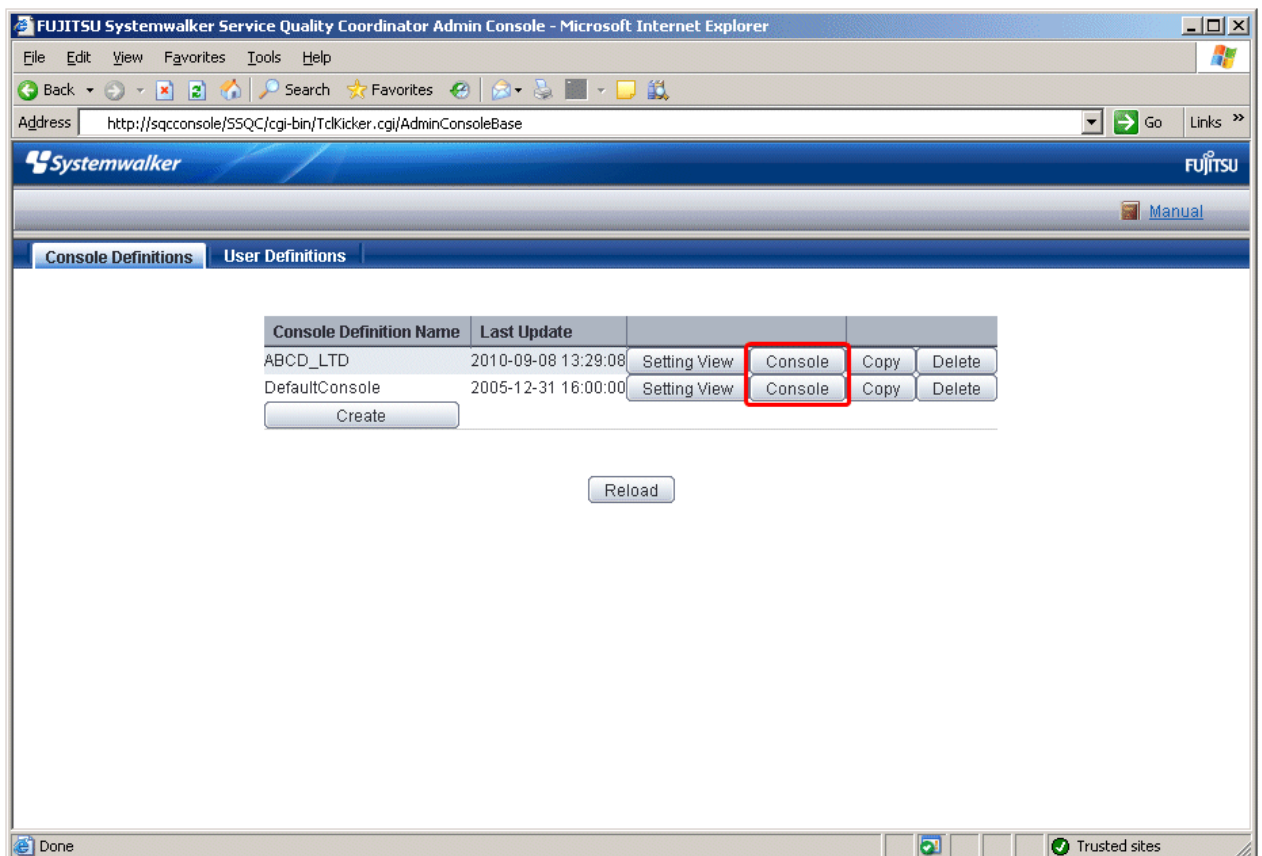 FUJITSU Systemwalker Service Quality Coordinator Admin Console - Microsoft Internet Explorer
File Edit View Favorites Tools Help
Back Search Favorites
Address http://sqcconsole/SSQC/cgi-bin/TclKicker.cgi/AdminConsoleBase Go Links »
Systemwalker FUJITSU
Manual
Console Definitions User Definitions
Console Definition Name Last Update
ABCD_LTD 2010-09-08 13:29:08 Setting View Console Copy Delete
DefaultConsole 2005-12-31 16:00:00 Setting View Console Copy Delete
Create
Reload
Done Trusted sites